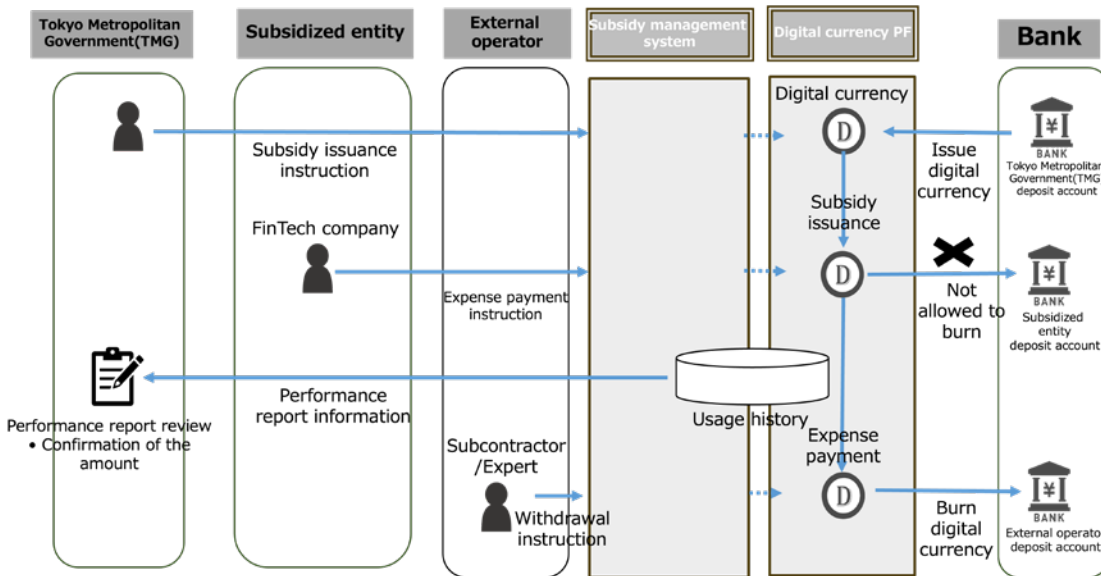 Tokyo Metropolitan
Government(TMG)
Subsidized entity
External
operator
Subsidy management
system
Digital currency PF
Bank
Digital currency
D
Subsidy issuance
instruction
Issue
digital
currency
¥
BANK
Tokyo Metropolitan
Government(TMG
deposit account
Subsidy
issuance
FinTech company
D
Expense payment
instruction
Not
allowed to
burn
¥
BANK
Subsidized
entity
deposit account
Performance
report information
Usage history
Performance report review
• Confirmation of the
amount
Subcontractor
/Expert
Expense
payment
D
Withdrawal
instruction
Burn
digital
currency
¥
BANK
External operato
deposit account